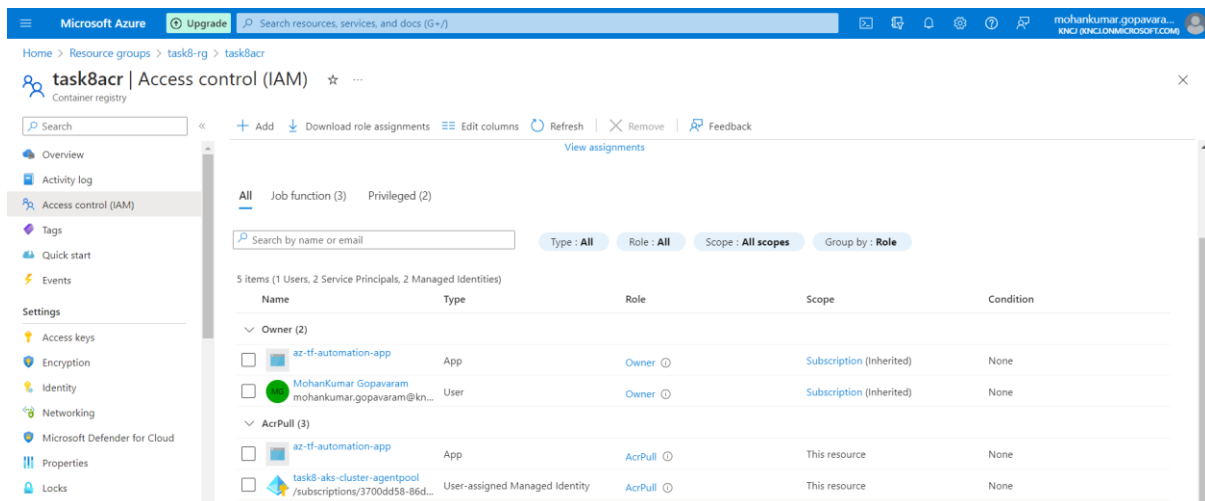 Microsoft Azure
Upgrade
Search resources, services, and docs (G+/)
mohankumar.gopavara...
KNCJ (KNCJ.ONMICROSOFT.COM)
Home > Resource groups > task8-rg > task8acr
task8acr | Access control (IAM)
Container registry
Search
Add Download role assignments Edit columns Refresh Remove Feedback
View assignments
Overview
Activity log
Access control (IAM)
Tags
Quick start
Events
Settings
Access keys
Encryption
Identity
Networking
Microsoft Defender for Cloud
Properties
Locks
All Job function (3) Privileged (2)
Search by name or email
Type : All Role : All Scope : All scopes Group by : Role
5 items (1 Users, 2 Service Principals, 2 Managed Identities)
Name Type Role Scope Condition
Owner (2)
az-tf-automation-app App Owner Subscription (Inherited) None
MG
MohanKumar Gopavaram
mohankumar.gopavaram@kn... User Owner Subscription (Inherited) None
AcrPull (3)
az-tf-automation-app App AcrPull This resource None
task8-aks-cluster-agentpool
/subscriptions/3700dd58-86d... User-assigned Managed Identity AcrPull This resource None